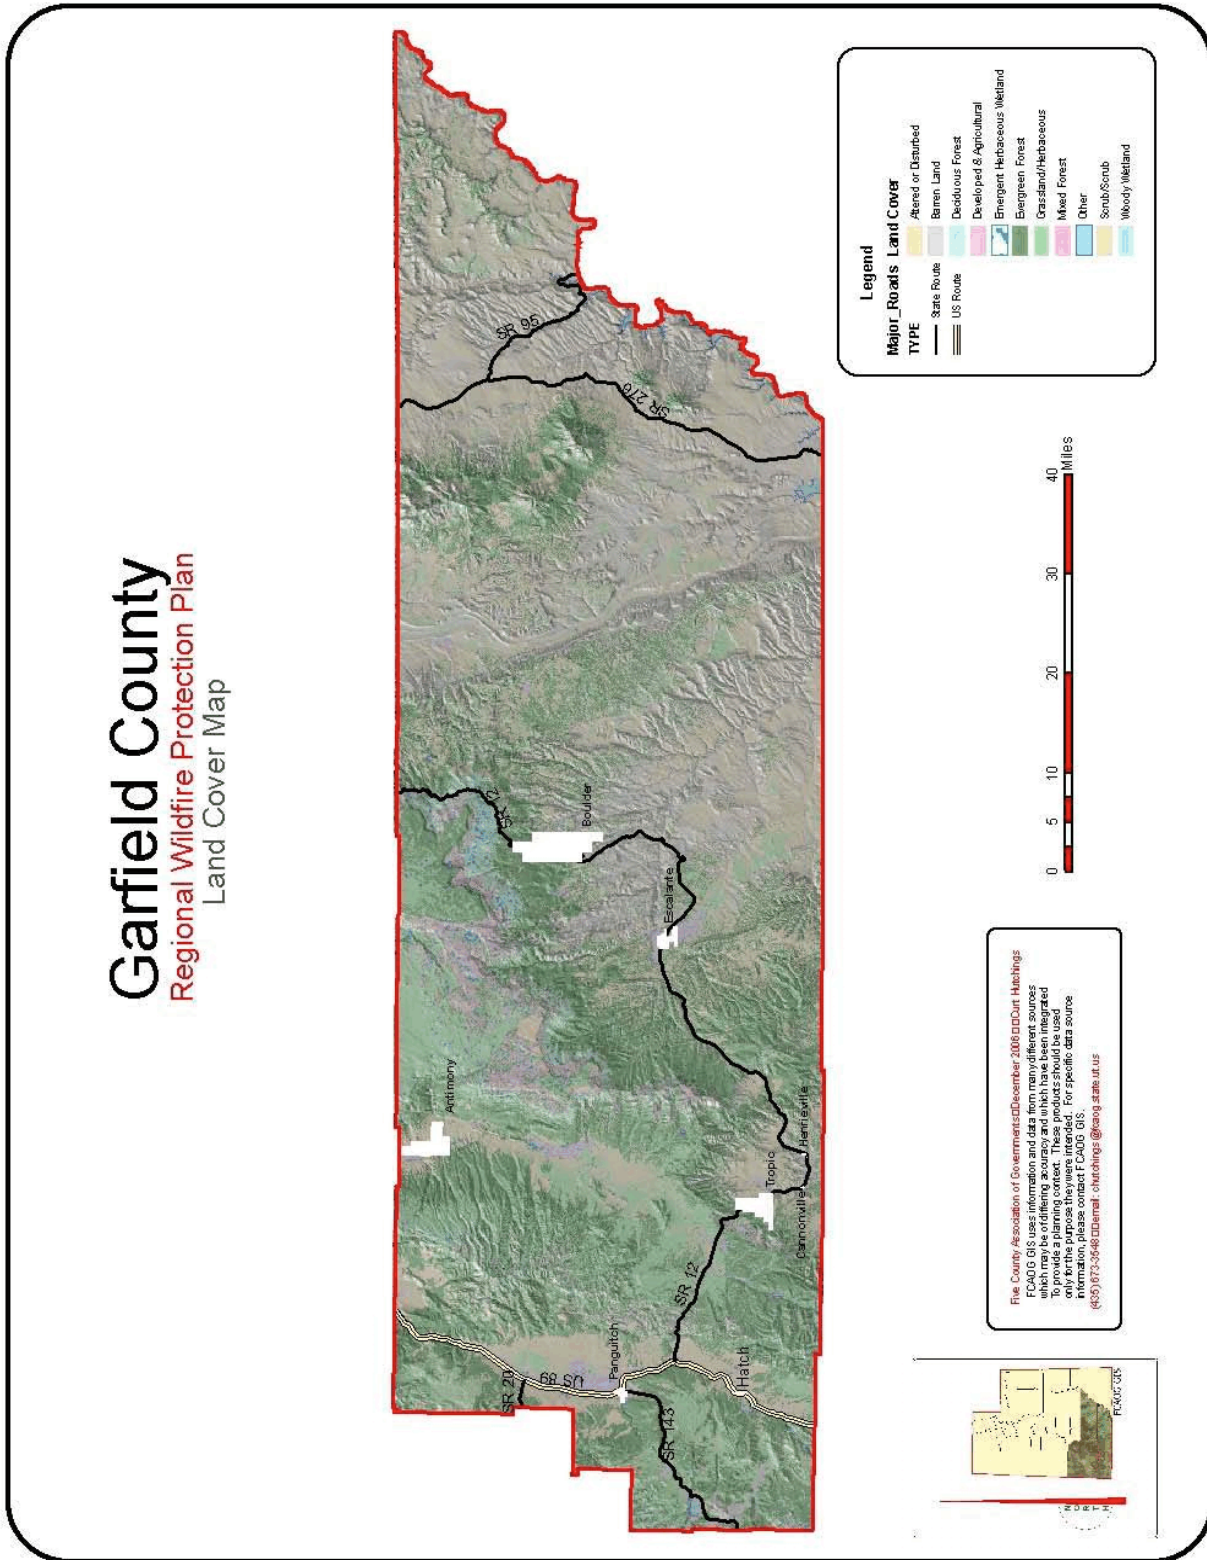 Garfield County
Regional Wildfire Protection Plan
Land Cover Map
Antimony
SR 20
US 89
Panguitch
SR 143
Hatch
SR 12
Tropic
Cannonville
Henrieville
Escalante
Boulder
SR 12
SR 95
SR 276
FCAOG GIS
NORTH
Five County Association of Governments□December 2006□□Curt Hutchings
FCAOG GIS uses information and data from many different sources
which may be of differing accuracy and which have been integrated
To provide a planning context. These products should be used
only for the purpose they were intended. For specific data source
information, please contact FCAOG GIS.
(435) 673-3548□□email: chutchings@fcaog.state.ut.us
0 5 10 20 30 40
Miles
Legend
Major_Roads
TYPE
State Route
US Route
Land Cover
Altered or Disturbed
Barren Land
Deciduous Forest
Developed & Agricultural
Emergent Herbaceous Wetland
Evergreen Forest
Grassland/Herbaceous
Mixed Forest
Other
Scrub/Scrub
Woody Wetland